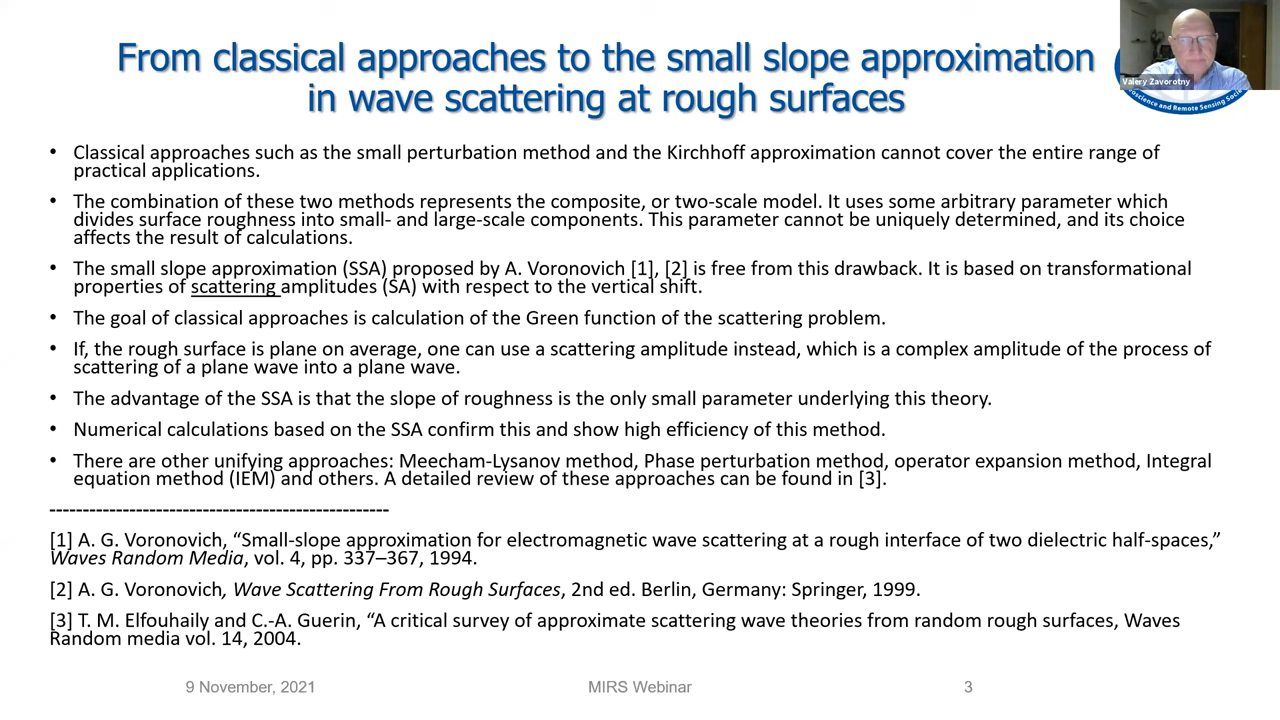 From classical approaches to the small slope approximation
in wave scattering at rough surfaces
Valery Zavorotny
oscience and Remote Sensing Socie
• Classical approaches such as the small perturbation method and the Kirchhoff approximation cannot cover the entire range of
practical applications.
• The combination of these two methods represents the composite, or two-scale model. It uses some arbitrary parameter which
divides surface roughness into small- and large-scale components. This parameter cannot be uniquely determined, and its choice
affects the result of calculations.
• The small slope approximation (SSA) proposed by A. Voronovich [1], [2] is free from this drawback. It is based on transformational
properties of scattering amplitudes (SA) with respect to the vertical shift.
• The goal of classical approaches is calculation of the Green function of the scattering problem.
• If, the rough surface is plane on average, one can use a scattering amplitude instead, which is a complex amplitude of the process of
scattering of a plane wave into a plane wave.
• The advantage of the SSA is that the slope of roughness is the only small parameter underlying this theory.
• Numerical calculations based on the SSA confirm this and show high efficiency of this method.
• There are other unifying approaches: Meecham-Lysanov method, Phase perturbation method, operator expansion method, Integral
equation method (IEM) and others. A detailed review of these approaches can be found in [3].
--------------------------------------------------
[1] A. G. Voronovich, “Small-slope approximation for electromagnetic wave scattering at a rough interface of two dielectric half-spaces,”
Waves Random Media, vol. 4, pp. 337–367, 1994.
[2] A. G. Voronovich, Wave Scattering From Rough Surfaces, 2nd ed. Berlin, Germany: Springer, 1999.
[3] T. M. Elfouhaily and C.-A. Guerin, “A critical survey of approximate scattering wave theories from random rough surfaces, Waves
Random media vol. 14, 2004.
9 November, 2021
MIRS Webinar
3